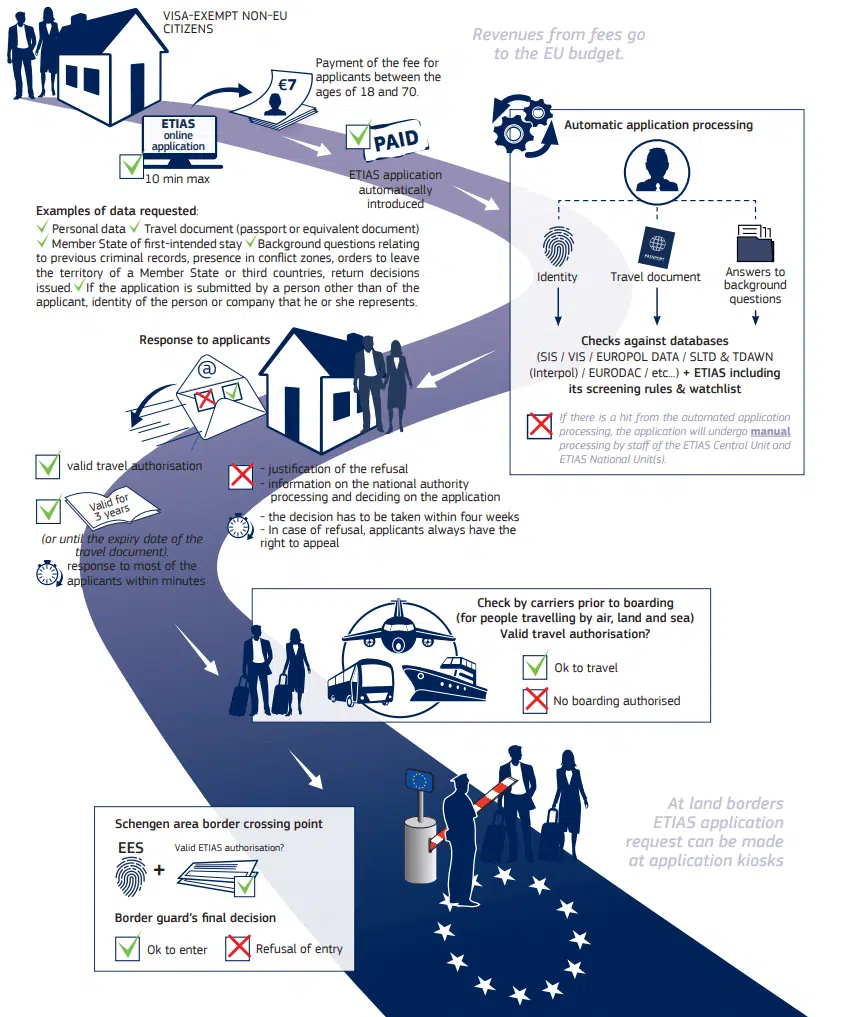 VISA-EXEMPT NON-EU
CITIZENS
Revenues from fees go
to the EU budget.
Payment of the fee for
applicants between the
ages of 18 and 70.
€7
ETIAS
online
application
10 min max
PAID
ETIAS application
automatically
introduced
Examples of data requested:
Personal data Travel document (passport or equivalent document)
Member State of first-intended stay Background questions relating
to previous criminal records, presence in conflict zones, orders to leave
the territory of a Member State or third countries, return decisions
issued. If the application is submitted by a person other than of the
applicant, identity of the person or company that he or she represents.
Automatic application processing
Identity
PASSPORT
Travel document
Answers to
background
questions
Checks against databases
(SIS / VIS / EUROPOL DATA / SLTD & TDAWN
(Interpol) / EURODAC / etc...) + ETIAS including
its screening rules & watchlist
If there is a hit from the automated application
processing, the application will undergo manual
processing by staff of the ETIAS Central Unit and
ETIAS National Unit(s).
Response to applicants
@
valid travel authorisation
Valid for
3 years
(or until the expiry date of the
travel document).
response to most of the
applicants within minutes
- justification of the refusal
- information on the national authority
processing and deciding on the application
- the decision has to be taken within four weeks
- In case of refusal, applicants always have the
right to appeal
Check by carriers prior to boarding
(for people travelling by air, land and sea)
Valid travel authorisation?
Ok to travel
No boarding authorised
At land borders
ETIAS application
request can be made
at application kiosks
Schengen area border crossing point
EES
+
Valid ETIAS authorisation?
Border guard's final decision
Ok to enter
Refusal of entry